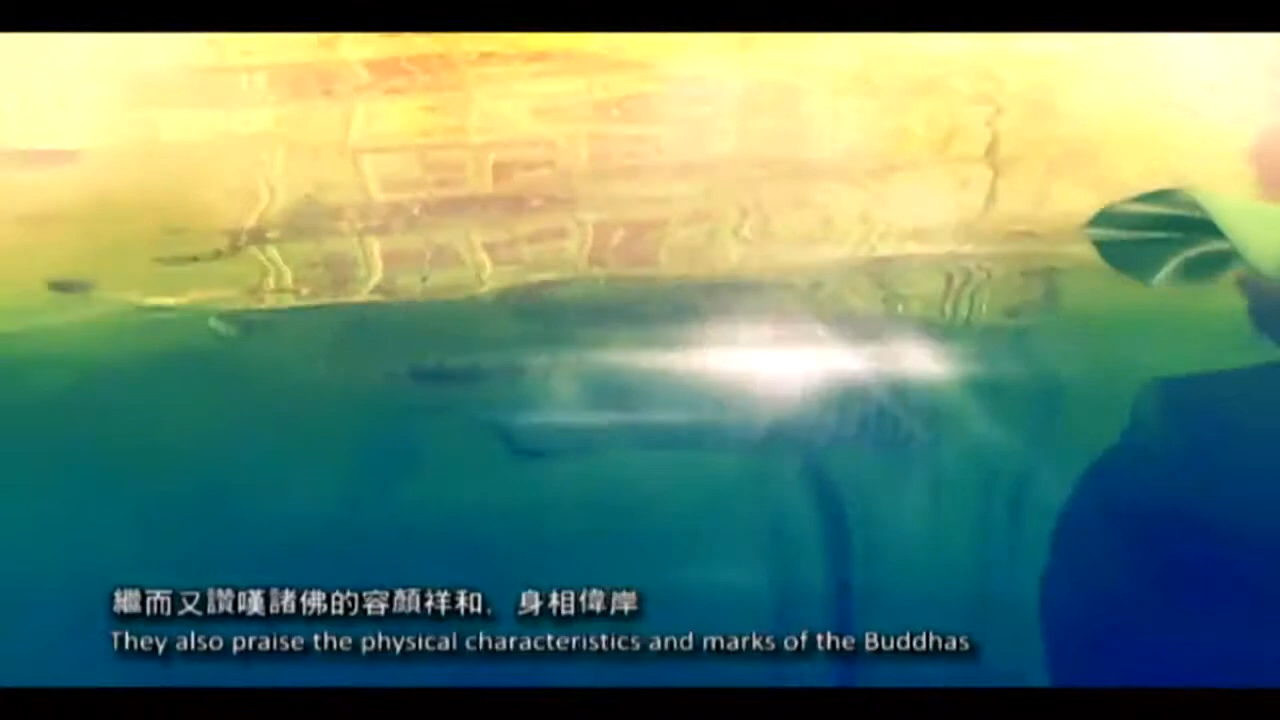 繼而又讚嘆諸佛的容顏祥和，身相偉岸
They also praise the physical characteristics and marks of the Buddhas